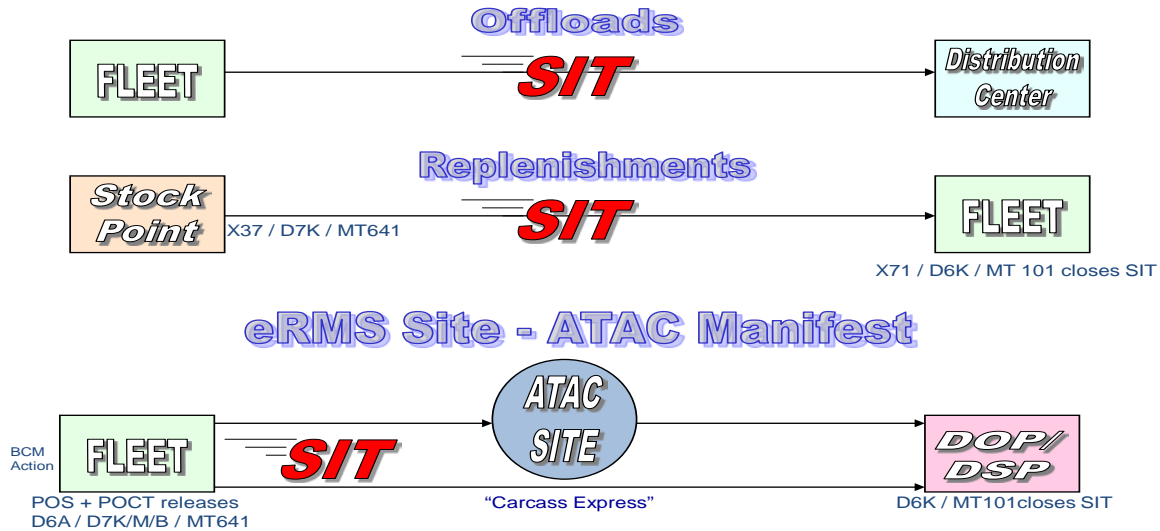 Offloads
FLEET
SIT
Distribution
Center
Replenishments
Stock
Point
X37 / D7K / MT641
SIT
FLEET
X71 / D6K / MT 101 closes SIT
eRMS Site - ATAC Manifest
BCM
Action
FLEET
POS + POCT releases
D6A / D7K/M/B / MT641
SIT
ATAC
SITE
“Carcass Express”
DOP/
DSP
D6K / MT101closes SIT